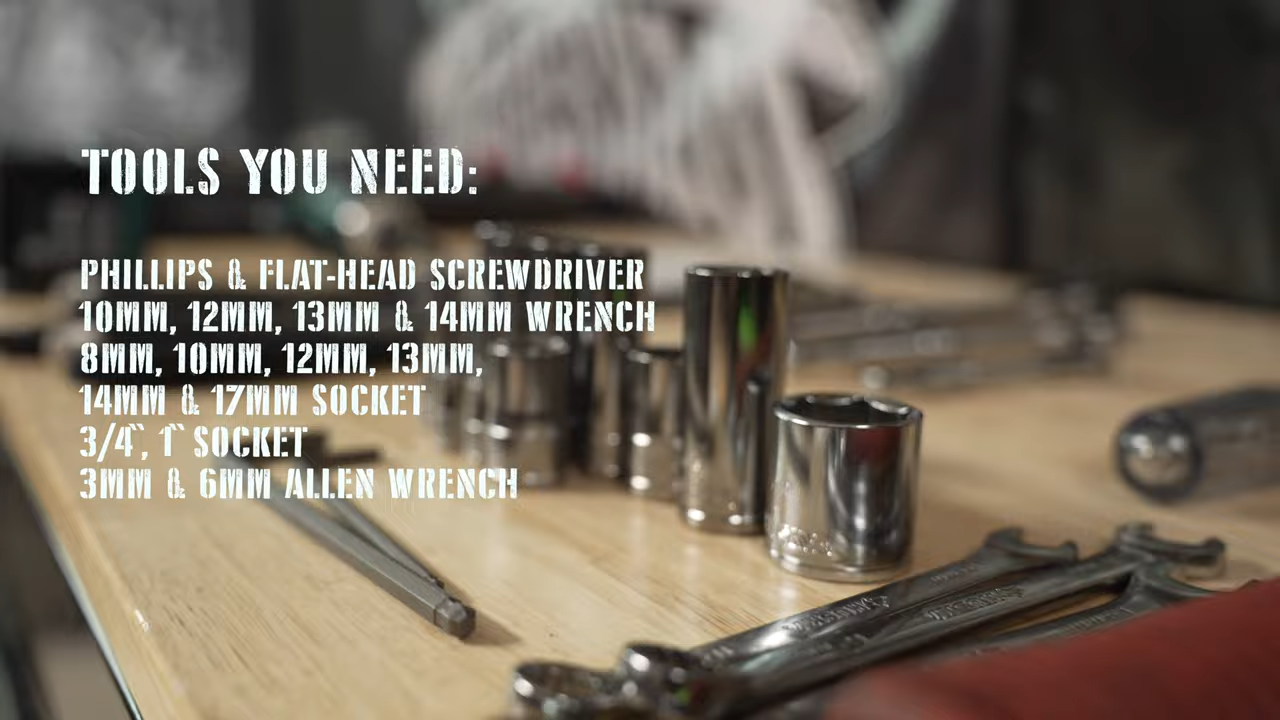 TOOLS YOU NEED:
PHILLIPS & FLAT-HEAD SCREWDRIVER
10MM, 12MM, 13MM & 14MM WRENCH
8MM, 10MM, 12MM, 13MM,
14MM & 17MM SOCKET
3/4``, 1`` SOCKET
3MM & 6MM ALLEN WRENCH